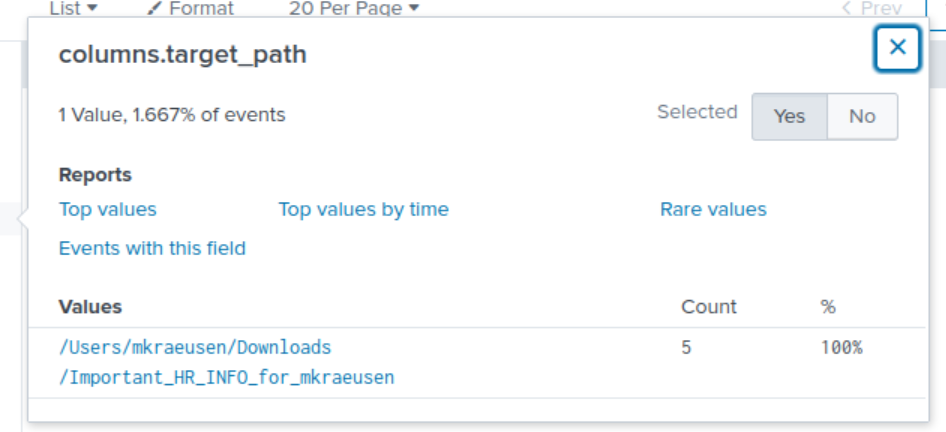 List Format 20 Per Page < Prev
columns.target_path
1 Value, 1.667% of events Selected Yes No
Reports
Top values Top values by time Rare values
Events with this field
Values Count %
/Users/mkraeusen/Downloads 5 100%
/Important_HR_INFO_for_mkraeusen